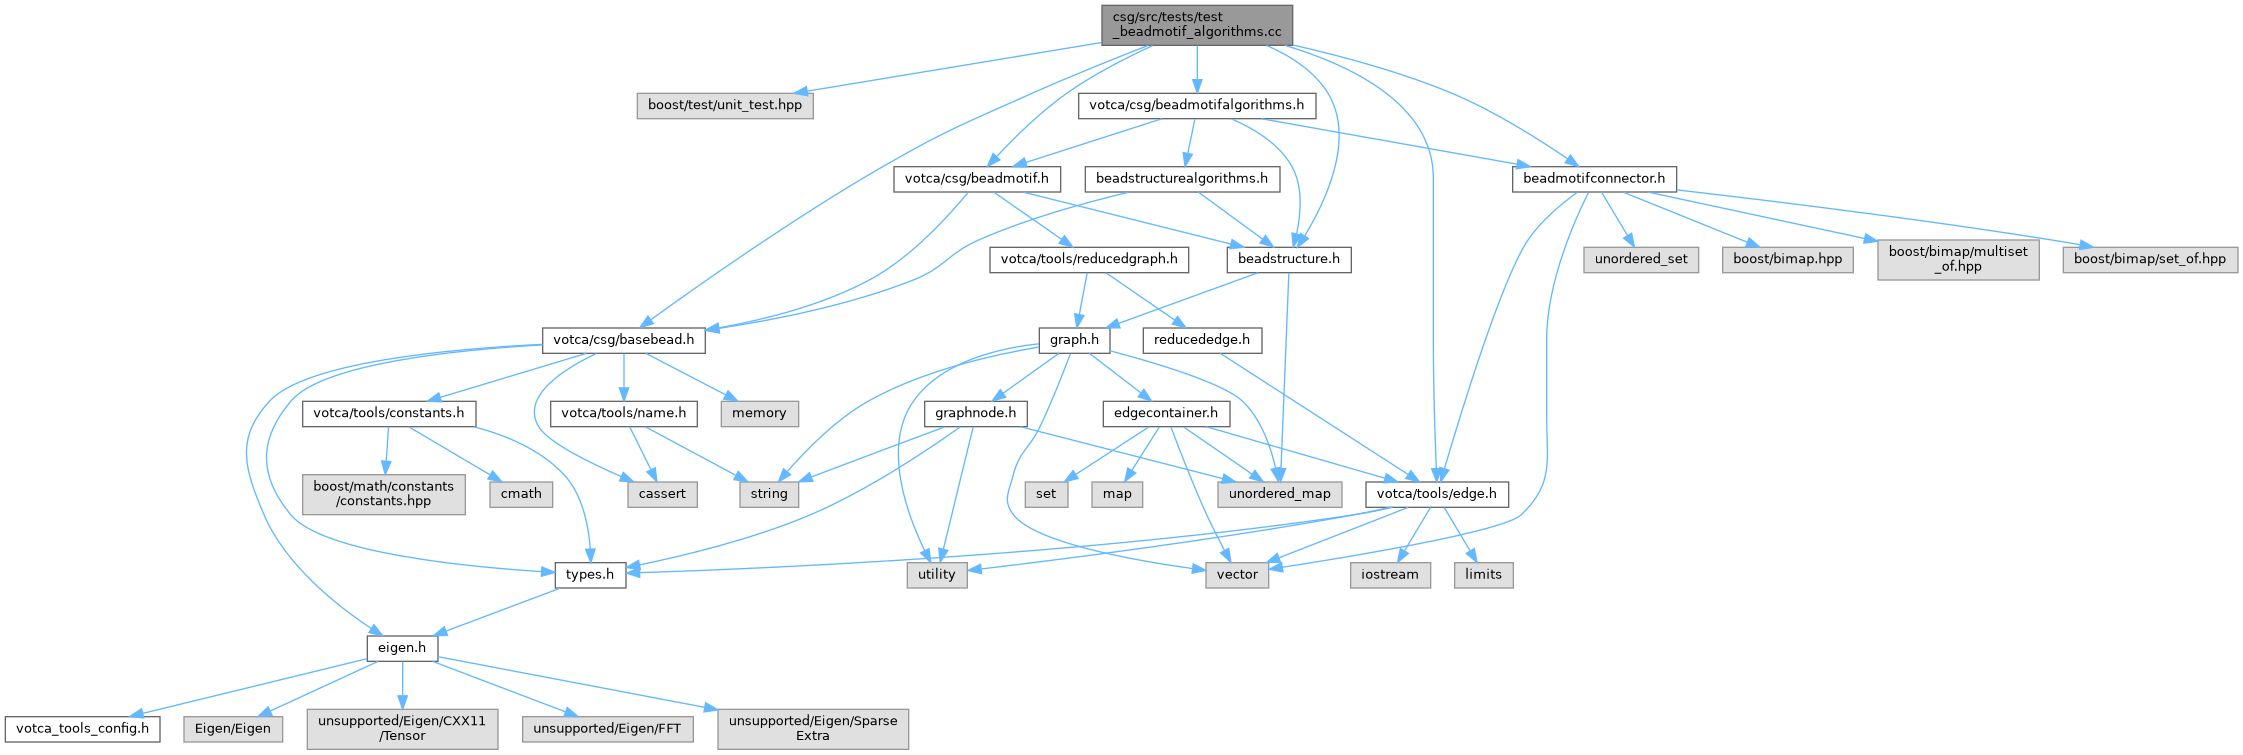 csg/src/tests/test
_beadmotif_algorithms.cc
boost/test/unit_test.hpp
votca/csg/beadmotifalgorithms.h
votca/csg/beadmotif.h
beadstructurealgorithms.h
beadmotifconnector.h
votca/tools/reducedgraph.h
beadstructure.h
unordered_set
boost/bimap.hpp
boost/bimap/multiset
_of.hpp
boost/bimap/set_of.hpp
votca/csg/basebead.h
graph.h
reducededge.h
votca/tools/constants.h
votca/tools/name.h
memory
graphnode.h
edgecontainer.h
boost/math/constants
/constants.hpp
cmath
cassert
string
set
map
unordered_map
votca/tools/edge.h
types.h
utility
vector
iostream
limits
eigen.h
votca_tools_config.h
Eigen/Eigen
unsupported/Eigen/CXX11
/Tensor
unsupported/Eigen/FFT
unsupported/Eigen/Sparse
Extra